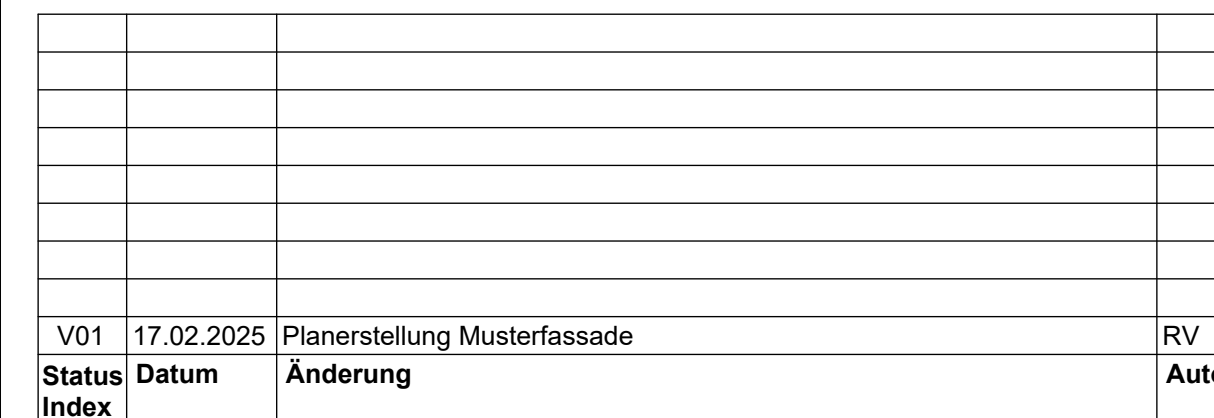 V01 17.02.2025 Planerstellung Musterfassade RV
Status Datum Änderung
Index